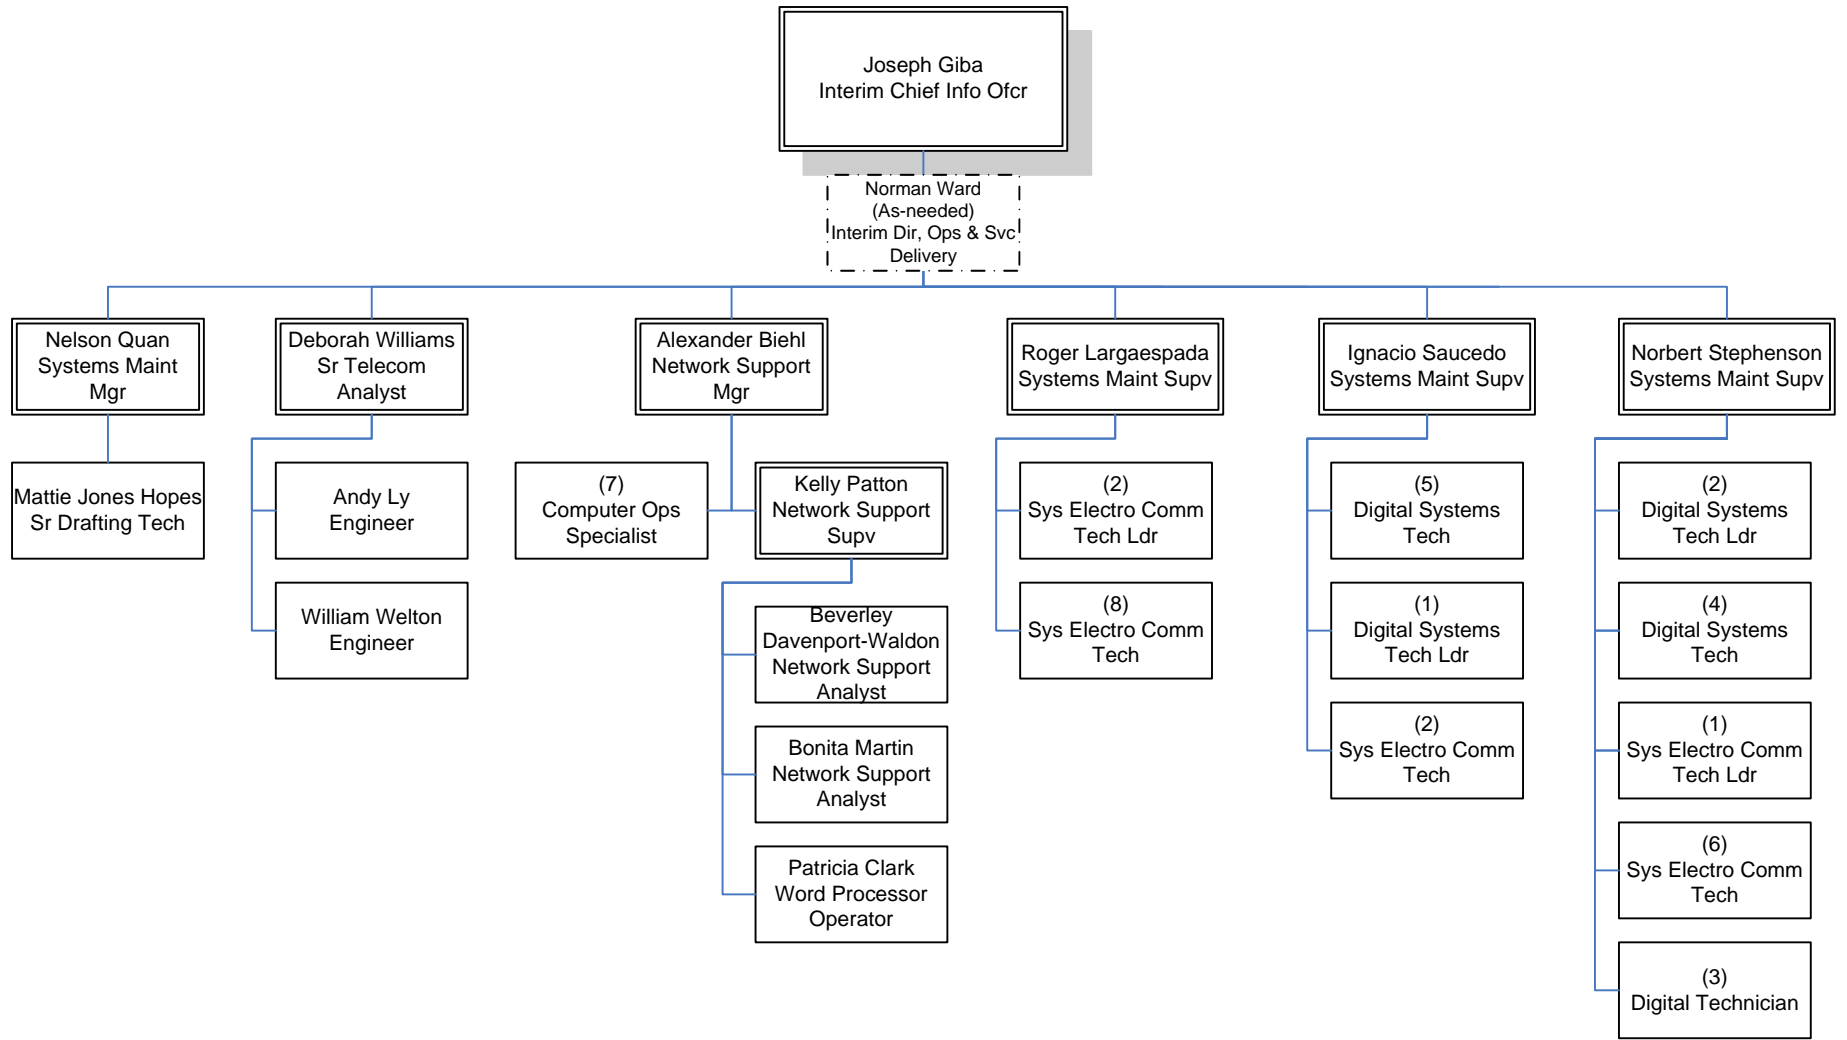 Joseph Giba
Interim Chief Info Ofcr
Norman Ward
(As-needed)
Interim Dir, Ops & Svc
Delivery
Nelson Quan
Systems Maint
Mgr
Deborah Williams
Sr Telecom
Analyst
Alexander Biehl
Network Support
Mgr
Roger Largaespada
Systems Maint Supv
Ignacio Saucedo
Systems Maint Supv
Norbert Stephenson
Systems Maint Supv
Mattie Jones Hopes
Sr Drafting Tech
Andy Ly
Engineer
William Welton
Engineer
(7)
Computer Ops
Specialist
Kelly Patton
Network Support
Supv
Beverley
Davenport-Waldon
Network Support
Analyst
Bonita Martin
Network Support
Analyst
Patricia Clark
Word Processor
Operator
(2)
Sys Electro Comm
Tech Ldr
(8)
Sys Electro Comm
Tech
(5)
Digital Systems
Tech
(1)
Digital Systems
Tech Ldr
(2)
Sys Electro Comm
Tech
(2)
Digital Systems
Tech Ldr
(4)
Digital Systems
Tech
(1)
Sys Electro Comm
Tech Ldr
(6)
Sys Electro Comm
Tech
(3)
Digital Technician